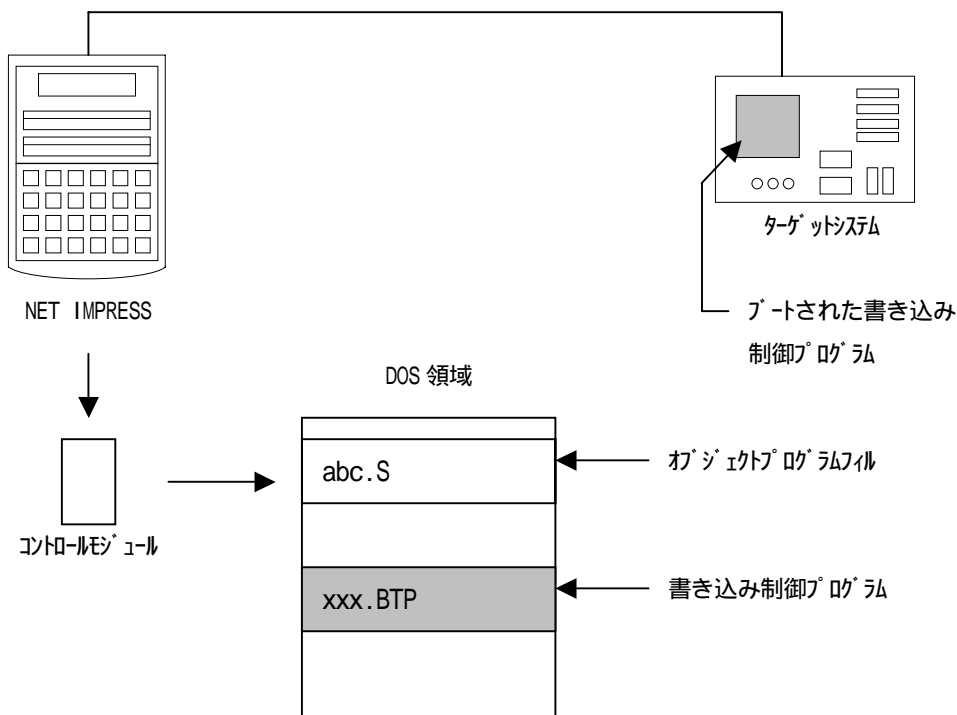 ターゲットシステム
NET IMPRESS
ブートされた書き込み
制御プログラム
DOS 領域
abc.S
オブジェクトプログラムフィル
コントロールモジュール
xxx.BTP
書き込み制御プログラム